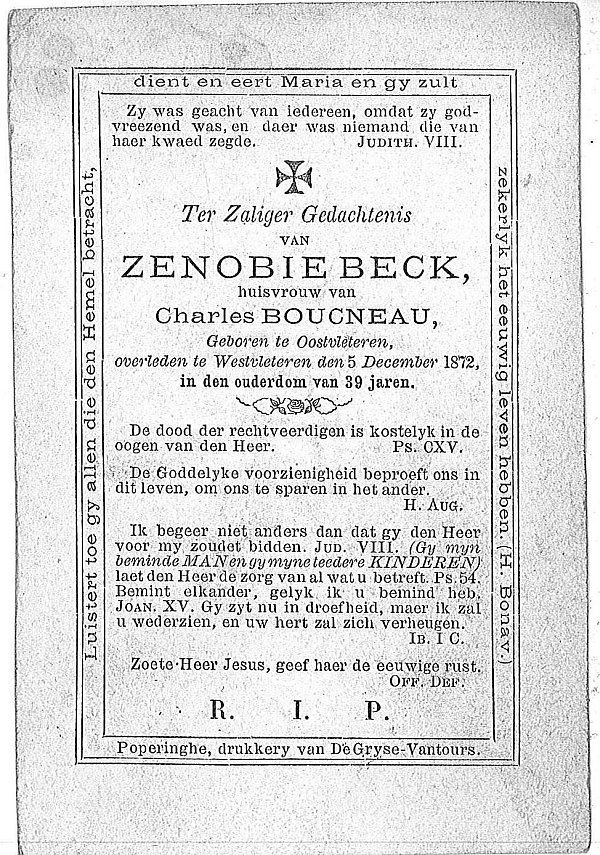 Luistert toe gy allen die den Hemel betracht,
dient en eert Maria en gy zult
zekerlyk het eeuwig leven hebben. (H. Bonav.)
Zy was geacht van iedereen, omdat zy god-
vreezend was, en daer was niemand die van
haer kwaed zegde. JUDITH. VIII.
Ter Zaliger Gedachtenis
VAN
ZENOBIE BECK,
huisvrouw van
Charles BOUCNEAU,
Geboren te Oostvleteren,
overleden te Westvleteren den 5 December 1872,
in den ouderdom van 39 jaren.
De dood der rechtveerdigen is kostelyk in de
oogen van den Heer. Ps. CXV.
De Goddelyke voorzienigheid beproeft ons in
dit leven, om ons te sparen in het ander.
H. AUG.
Ik begeer niet anders dan dat gy den Heer
voor my zoudet bidden. JUD. VIII. (Gy myn
beminde MAN en gy myne teedere KINDEREN)
laet den Heer de zorg van al wat u betreft. Ps. 54.
Bemint elkander, gelyk ik u bemind heb.
JOAN. XV. Gy zyt nu in droefheid, maer ik zal
u wederzien, en uw hert zal zich verheugen.
IB. I C.
Zoete Heer Jesus, geef haer de eeuwige rust.
OFF. DEF.
R. I. P.
Poperinghe, drukkery van De Gryse-Vantours.